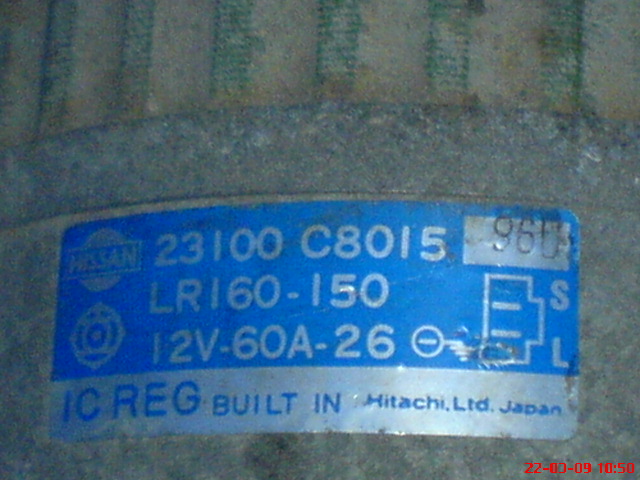 NISSAN 23100 C8015 960
LR160-150 S
12V-60A-26 ⊖ L
IC REG BUILT IN Hitachi, Ltd. Japan
22-03-09 10:50